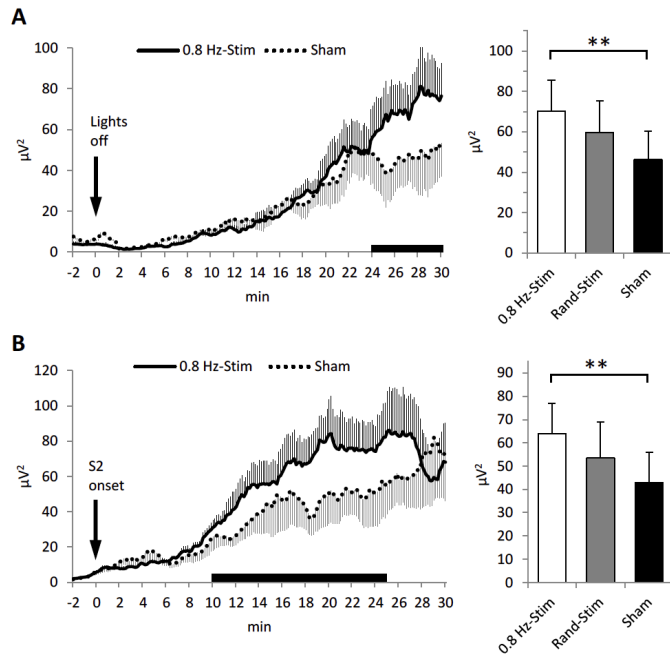 A
0.8 Hz-Stim Sham
100
80
60
40
20
0
µV²
Lights
off
-2 0 2 4 6 8 10 12 14 16 18 20 22 24 26 28 30
min
**
100
80
60
40
20
0
µV²
0.8 Hz-Stim Rand-Stim Sham
B
0.8 Hz-Stim Sham
120
100
80
60
40
20
0
µV²
S2
onset
-2 0 2 4 6 8 10 12 14 16 18 20 22 24 26 28 30
min
**
90
80
70
60
50
40
30
20
10
0
µV²
0.8 Hz-Stim Rand-Stim Sham